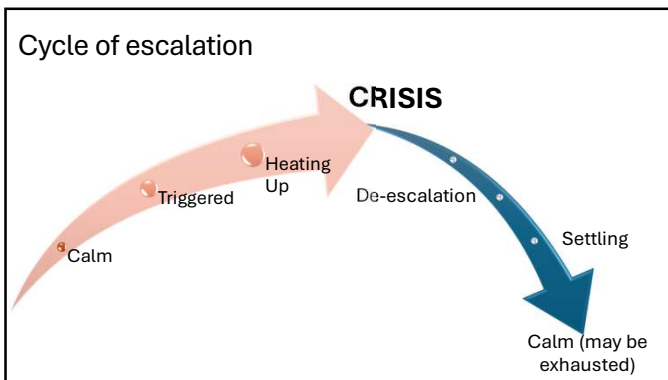 Cycle of escalation
CRISIS
Heating
Up
Triggered
De-escalation
Calm
Settling
Calm (may be
exhausted)